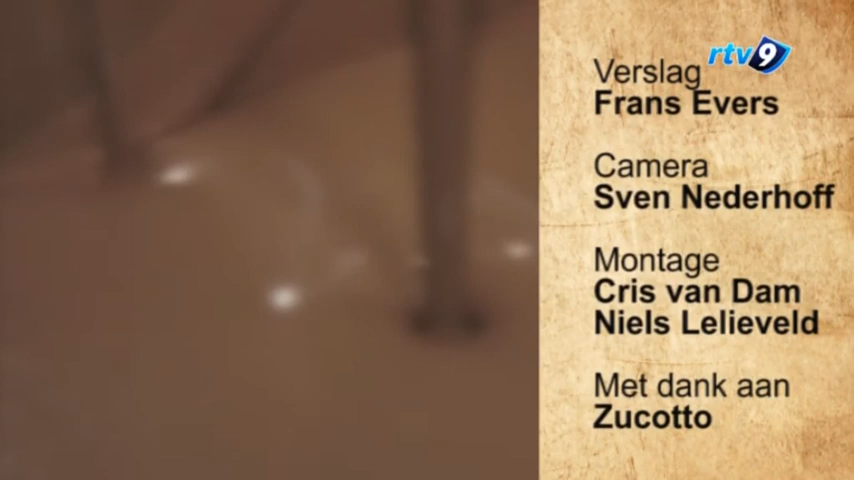 rtv9
Verslag
Frans Evers
Camera
Sven Nederhoff
Montage
Cris van Dam
Niels Lelieveld
Met dank aan
Zucotto